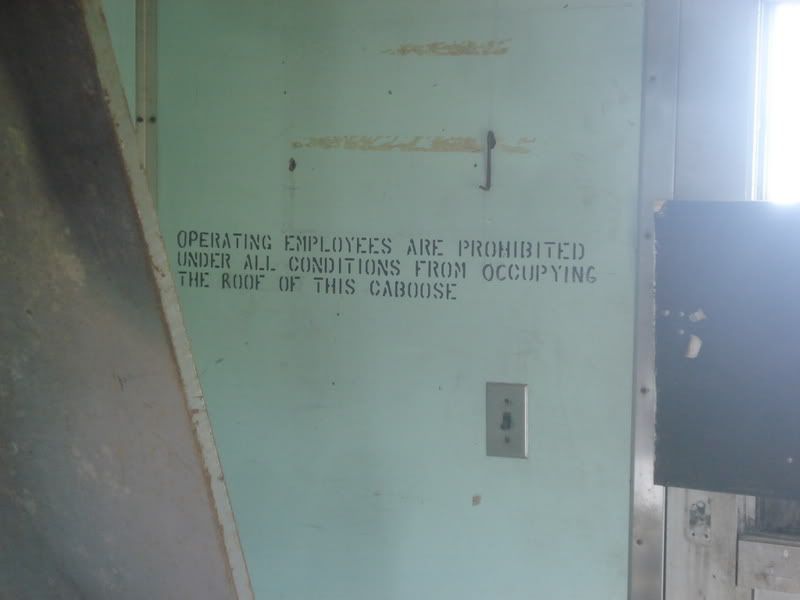 OPERATING EMPLOYEES ARE PROHIBITED
UNDER ALL CONDITIONS FROM OCCUPYING
THE ROOF OF THIS CABOOSE